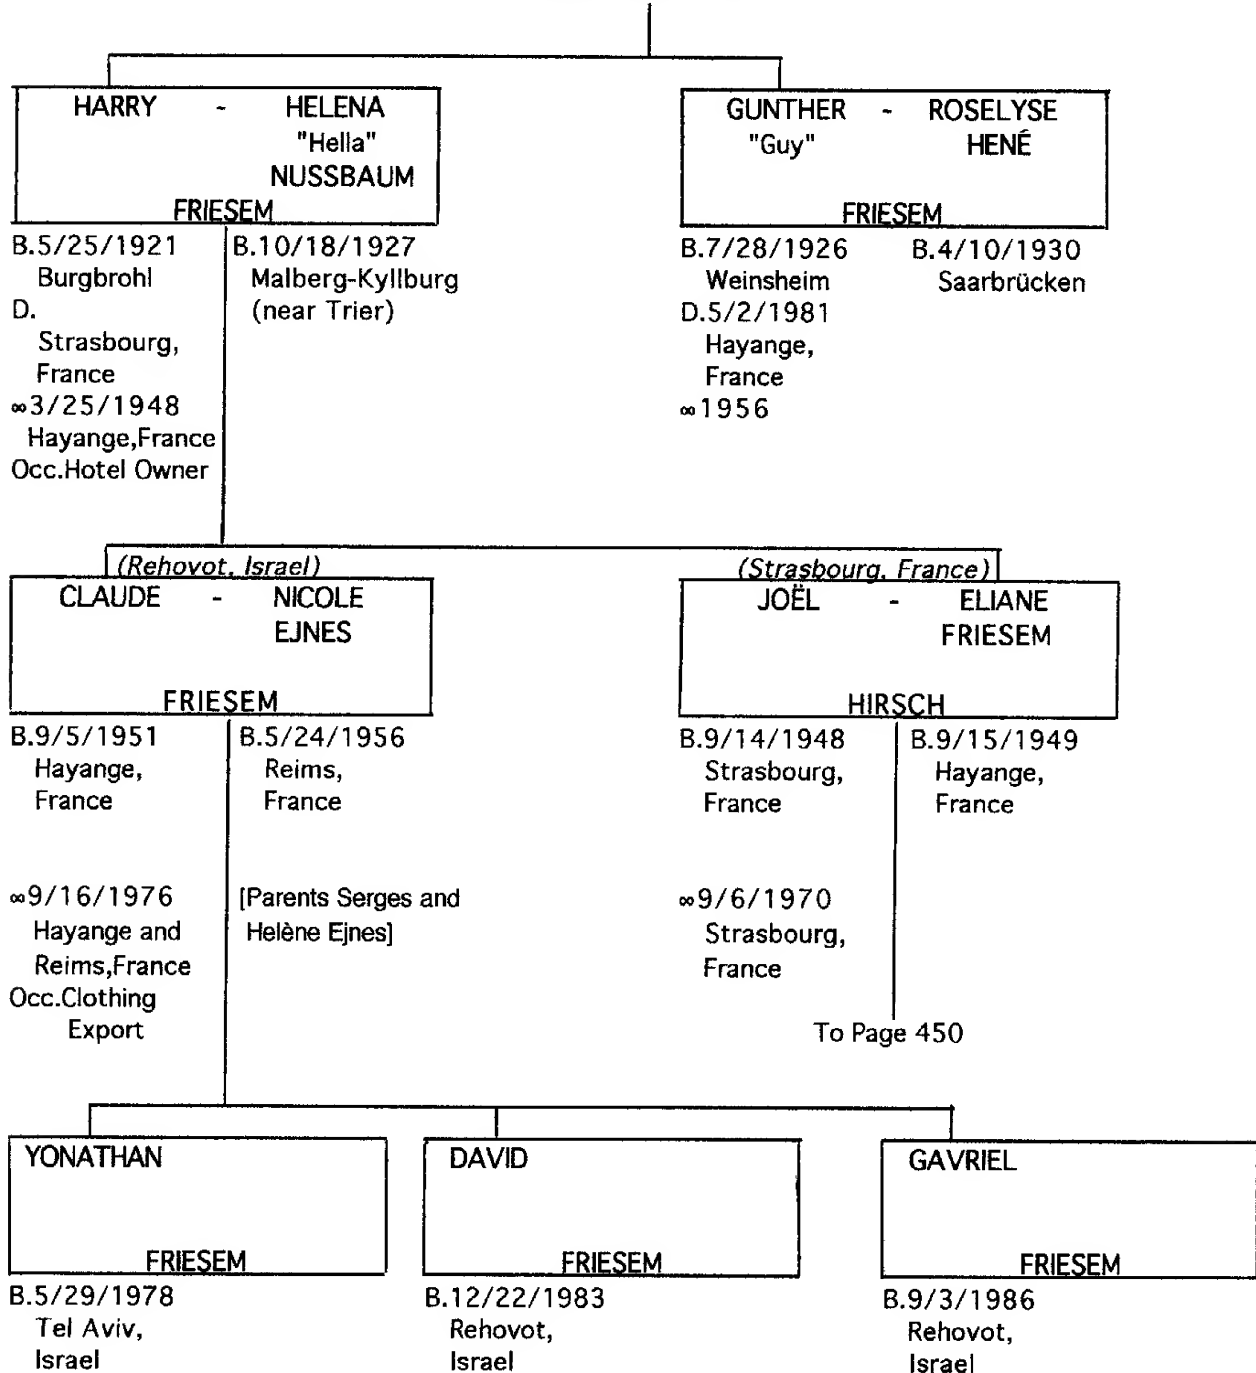 HARRY - HELENA
"Hella"
NUSSBAUM
FRIESEM
B.5/25/1921
Burgbrohl
D.
Strasbourg,
France
∞3/25/1948
Hayange,France
Occ.Hotel Owner
B.10/18/1927
Malberg-Kyllburg
(near Trier)
GUNTHER - ROSELYSE
"Guy" HENÉ
FRIESEM
B.7/28/1926
Weinsheim
D.5/2/1981
Hayange,
France
∞1956
B.4/10/1930
Saarbrücken
(Rehovot, Israel)
CLAUDE - NICOLE
EJNES
FRIESEM
B.9/5/1951
Hayange,
France
∞9/16/1976
Hayange and
Reims,France
Occ.Clothing
Export
B.5/24/1956
Reims,
France
[Parents Serges and
Helène Ejnes]
(Strasbourg, France)
JOËL - ELIANE
FRIESEM
HIRSCH
B.9/14/1948
Strasbourg,
France
∞9/6/1970
Strasbourg,
France
B.9/15/1949
Hayange,
France
To Page 450
YONATHAN
FRIESEM
B.5/29/1978
Tel Aviv,
Israel
DAVID
FRIESEM
B.12/22/1983
Rehovot,
Israel
GAVRIEL
FRIESEM
B.9/3/1986
Rehovot,
Israel